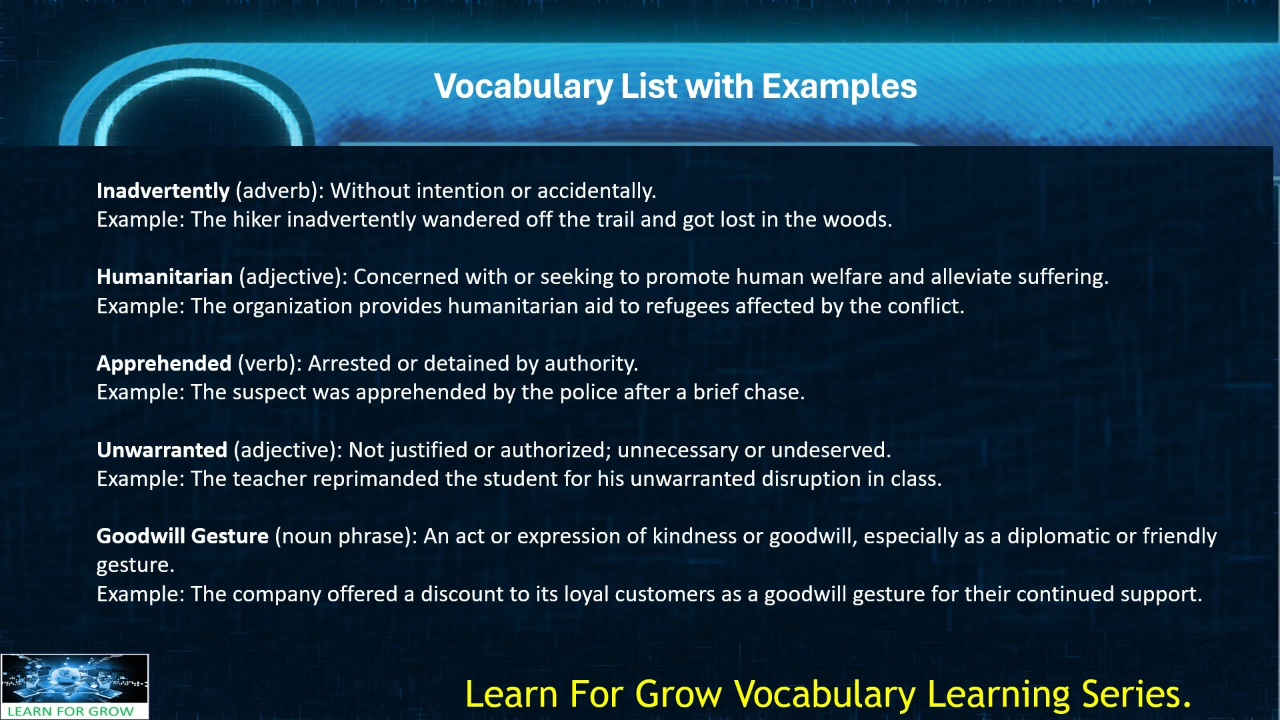 Vocabulary List with Examples
Inadvertently (adverb): Without intention or accidentally.
Example: The hiker inadvertently wandered off the trail and got lost in the woods.
Humanitarian (adjective): Concerned with or seeking to promote human welfare and alleviate suffering.
Example: The organization provides humanitarian aid to refugees affected by the conflict.
Apprehended (verb): Arrested or detained by authority.
Example: The suspect was apprehended by the police after a brief chase.
Unwarranted (adjective): Not justified or authorized; unnecessary or undeserved.
Example: The teacher reprimanded the student for his unwarranted disruption in class.
Goodwill Gesture (noun phrase): An act or expression of kindness or goodwill, especially as a diplomatic or friendly
gesture.
Example: The company offered a discount to its loyal customers as a goodwill gesture for their continued support.
LEARN FOR GROW
Learn For Grow Vocabulary Learning Series.